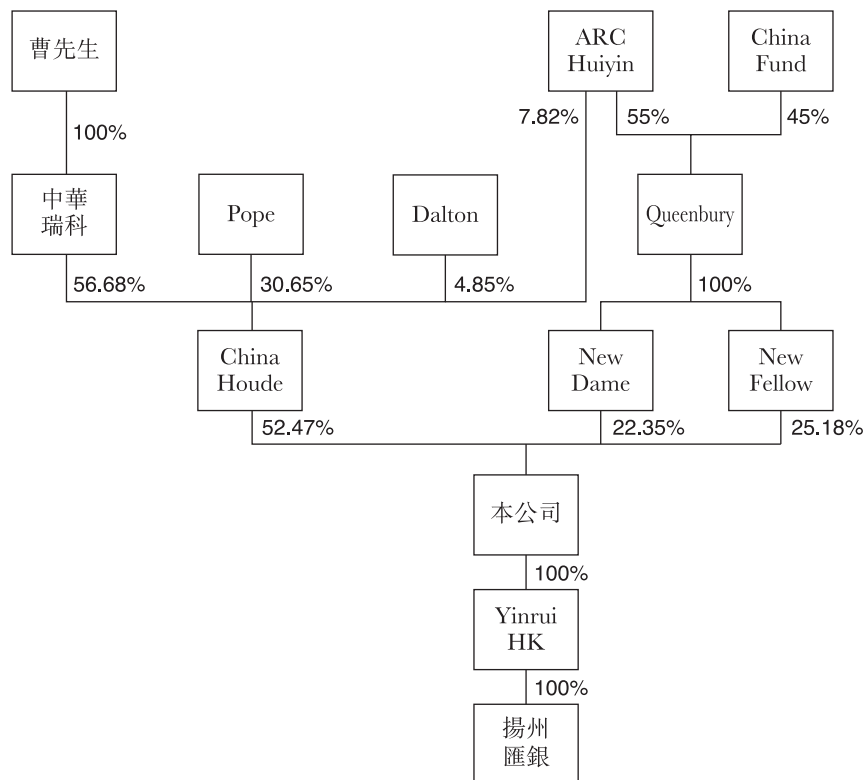 曹先生
ARC
Huiyin
China
Fund
100%
7.82%
55%
45%
中華
瑞科
Pope
Dalton
Queenbury
56.68%
30.65%
4.85%
100%
China
Houde
New
Dame
New
Fellow
52.47%
22.35%
25.18%
本公司
100%
Yinrui
HK
100%
揚州
匯銀